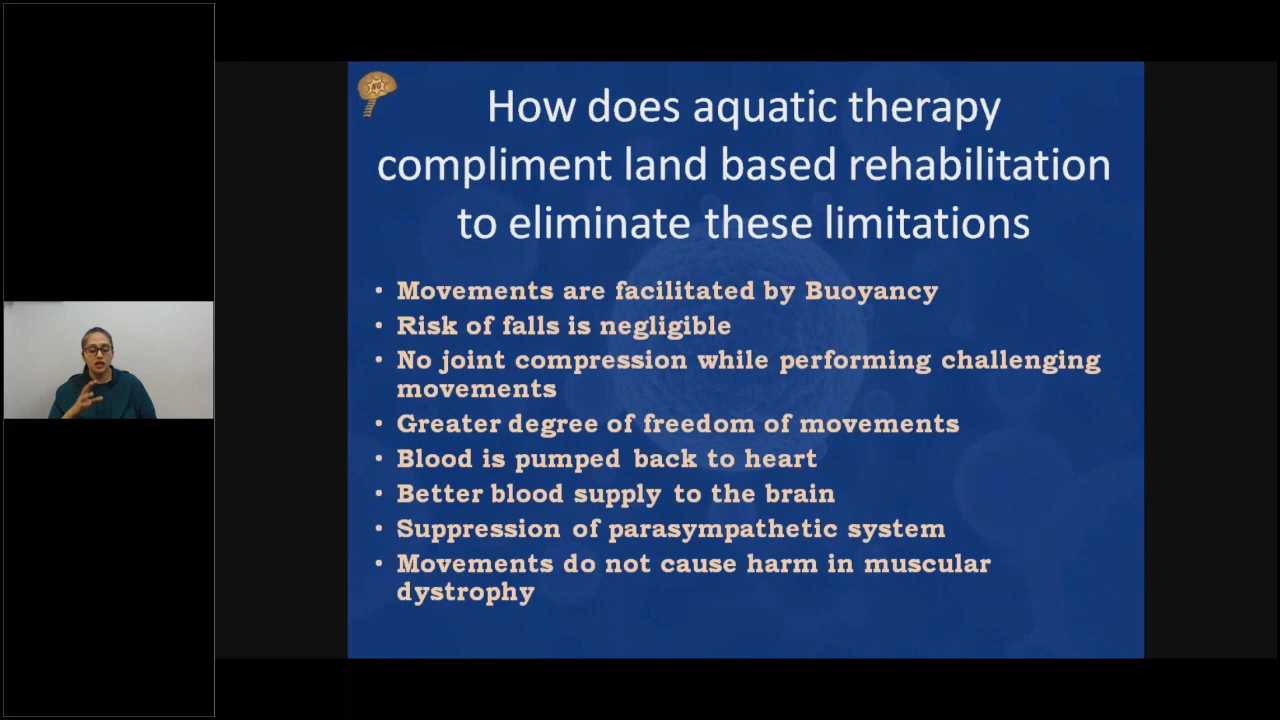 NG
How does aquatic therapy
compliment land based rehabilitation
to eliminate these limitations
• Movements are facilitated by Buoyancy
• Risk of falls is negligible
• No joint compression while performing challenging
movements
• Greater degree of freedom of movements
• Blood is pumped back to heart
• Better blood supply to the brain
• Suppression of parasympathetic system
• Movements do not cause harm in muscular
dystrophy